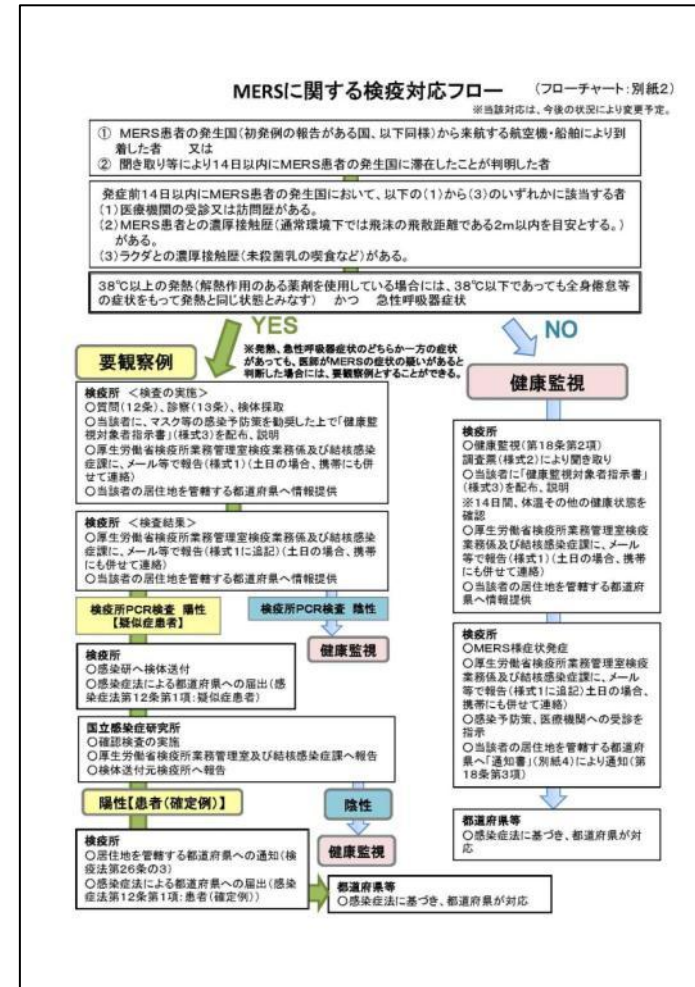 MERSに関する検疫対応フロー　(フローチャート:別紙2)
※当該対応は、今後の状況により変更予定。
① MERS患者の発生国(初発例の報告がある国、以下同様)から来航する航空機・船舶により到
着した者　又は
② 聞き取り等により14日以内にMERS患者の発生国に滞在したことが判明した者
発症前14日以内にMERS患者の発生国において、以下の(1)から(3)のいずれかに該当する者
(1)医療機関の受診又は訪問歴がある。
(2)MERS患者との濃厚接触歴(通常環境下では飛沫の飛散距離である2m以内を目安とする。)
がある。
(3)ラクダとの濃厚接触歴(未殺菌乳の喫食など)がある。
38℃以上の発熱(解熱作用のある薬剤を使用している場合には、38℃以下であっても全身倦怠等
の症状をもって発熱と同じ状態とみなす)　かつ　急性呼吸器症状
YES
NO
要観察例
※発熱、急性呼吸器症状のどちらか一方の症状
があっても、医師がMERSの症状の疑いがあると
判断した場合には、要観察例とすることができる。
検疫所 <検査の実施>
○質問(12条)、診察(13条)、検体採取
○当該者に、マスク等の感染予防策を勧奨した上で「健康監
視対象者指示書」(様式3)を配布、説明
○厚生労働省検疫所業務管理室検疫業務係及び結核感染
症課に、メール等で報告(様式1)(土日の場合、携帯にも併
せて連絡)
○当該者の居住地を管轄する都道府県へ情報提供
検疫所 <検査結果>
○厚生労働省検疫所業務管理室検疫業務係及び結核感染
症課に、メール等で報告(様式1に追記)(土日の場合、携帯
にも併せて連絡)
○当該者の居住地を管轄する都道府県へ情報提供
検疫所PCR検査 陽性
【疑似症患者】
検疫所PCR検査 陰性
健康監視
検疫所
○感染研へ検体送付
○感染症法による都道府県への届出(感
染症法第12条第1項:疑似症患者)
国立感染症研究所
○確認検査の実施
○厚生労働省検疫所業務管理室及び結核感染症課へ報告
○検体送付元検疫所へ報告
陽性【患者(確定例)】
陰性
健康監視
検疫所
○居住地を管轄する都道府県への通知(検
疫法第26条の3)
○感染症法による都道府県への届出(感染
症法第12条第1項:患者(確定例))
都道府県等
○感染症法に基づき、都道府県が対応
健康監視
検疫所
○健康監視(第18条第2項)
調査票(様式2)により聞き取り
○当該者に「健康監視対象者指示書」
(様式3)を配布、説明
※14日間、体温その他の健康状態を
確認
○厚生労働省検疫所業務管理室検疫
業務係及び結核感染症課に、メール
等で報告(様式1)(土日の場合、携帯
にも併せて連絡)
○当該者の居住地を管轄する都道府
県へ情報提供
検疫所
○MERS様症状発症
○厚生労働省検疫所業務管理室検疫
業務係及び結核感染症課に、メール
等で報告(様式1に追記)土日の場合、
携帯にも併せて連絡)
○感染予防策、医療機関への受診を
指示
○当該者の居住地を管轄する都道府
県へ「通知書」(別紙4)により通知(第
18条第3項)
都道府県等
○感染症法に基づき、都道府県が対
応